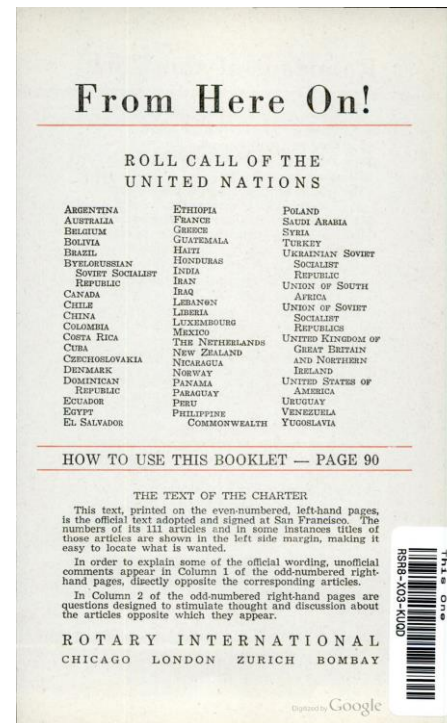 From Here On!
ROLL CALL OF THE
UNITED NATIONS
ARGENTINA
AUSTRALIA
BELGIUM
BOLIVIA
BRAZIL
BYELORUSSIAN
SOVIET SOCIALIST
REPUBLIC
CANADA
CHILE
CHINA
COLOMBIA
COSTA RICA
CUBA
CZECHOSLOVAKIA
DENMARK
DOMINICAN
REPUBLIC
ECUADOR
EGYPT
EL SALVADOR
ETHIOPIA
FRANCE
GREECE
GUATEMALA
HAITI
HONDURAS
INDIA
IRAN
IRAQ
LEBANON
LIBERIA
LUXEMBOURG
MEXICO
THE NETHERLANDS
NEW ZEALAND
NICARAGUA
NORWAY
PANAMA
PARAGUAY
PERU
PHILIPPINE
COMMONWEALTH
POLAND
SAUDI ARABIA
SYRIA
TURKEY
UKRAINIAN SOVIET
SOCIALIST
REPUBLIC
UNION OF SOUTH
AFRICA
UNION OF SOVIET
SOCIALIST
REPUBLICS
UNITED KINGDOM OF
GREAT BRITAIN
AND NORTHERN
IRELAND
UNITED STATES OF
AMERICA
URUGUAY
VENEZUELA
YUGOSLAVIA
HOW TO USE THIS BOOKLET — PAGE 90
THE TEXT OF THE CHARTER
This text, printed on the even-numbered, left-hand pages,
is the official text adopted and signed at San Francisco. The
numbers of its 111 articles and in some instances titles of
those articles are shown in the left side margin, making it
easy to locate what is wanted.
In order to explain some of the official wording, unofficial
comments appear in Column 1 of the odd-numbered right-
hand pages, directly opposite the corresponding articles.
In Column 2 of the odd-numbered right-hand pages are
questions designed to stimulate thought and discussion about
the articles opposite which they appear.
ROTARY INTERNATIONAL
CHICAGO LONDON ZURICH BOMBAY
This One
RSR8-X03-KUQD
Digitized by Google